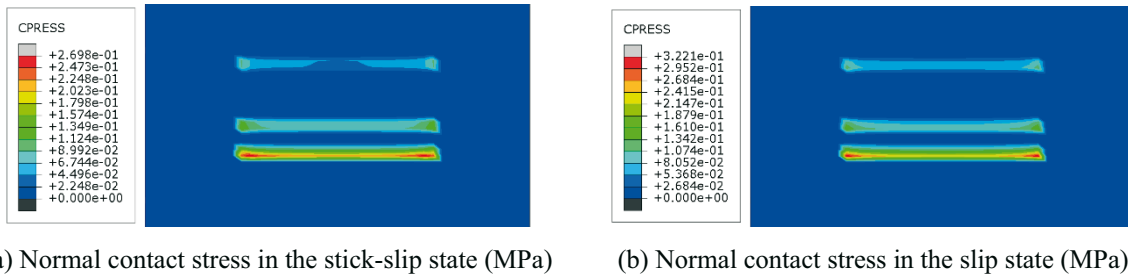 CPRESS
+2.698e-01
+2.473e-01
+2.248e-01
+2.023e-01
+1.798e-01
+1.574e-01
+1.349e-01
+1.124e-01
+8.992e-02
+6.744e-02
+4.496e-02
+2.248e-02
+0.000e+00
CPRESS
+3.221e-01
+2.952e-01
+2.684e-01
+2.415e-01
+2.147e-01
+1.879e-01
+1.610e-01
+1.342e-01
+1.074e-01
+8.052e-02
+5.368e-02
+2.684e-02
+0.000e+00
) Normal contact stress in the stick-slip state (MPa)
(b) Normal contact stress in the slip state (MPa)